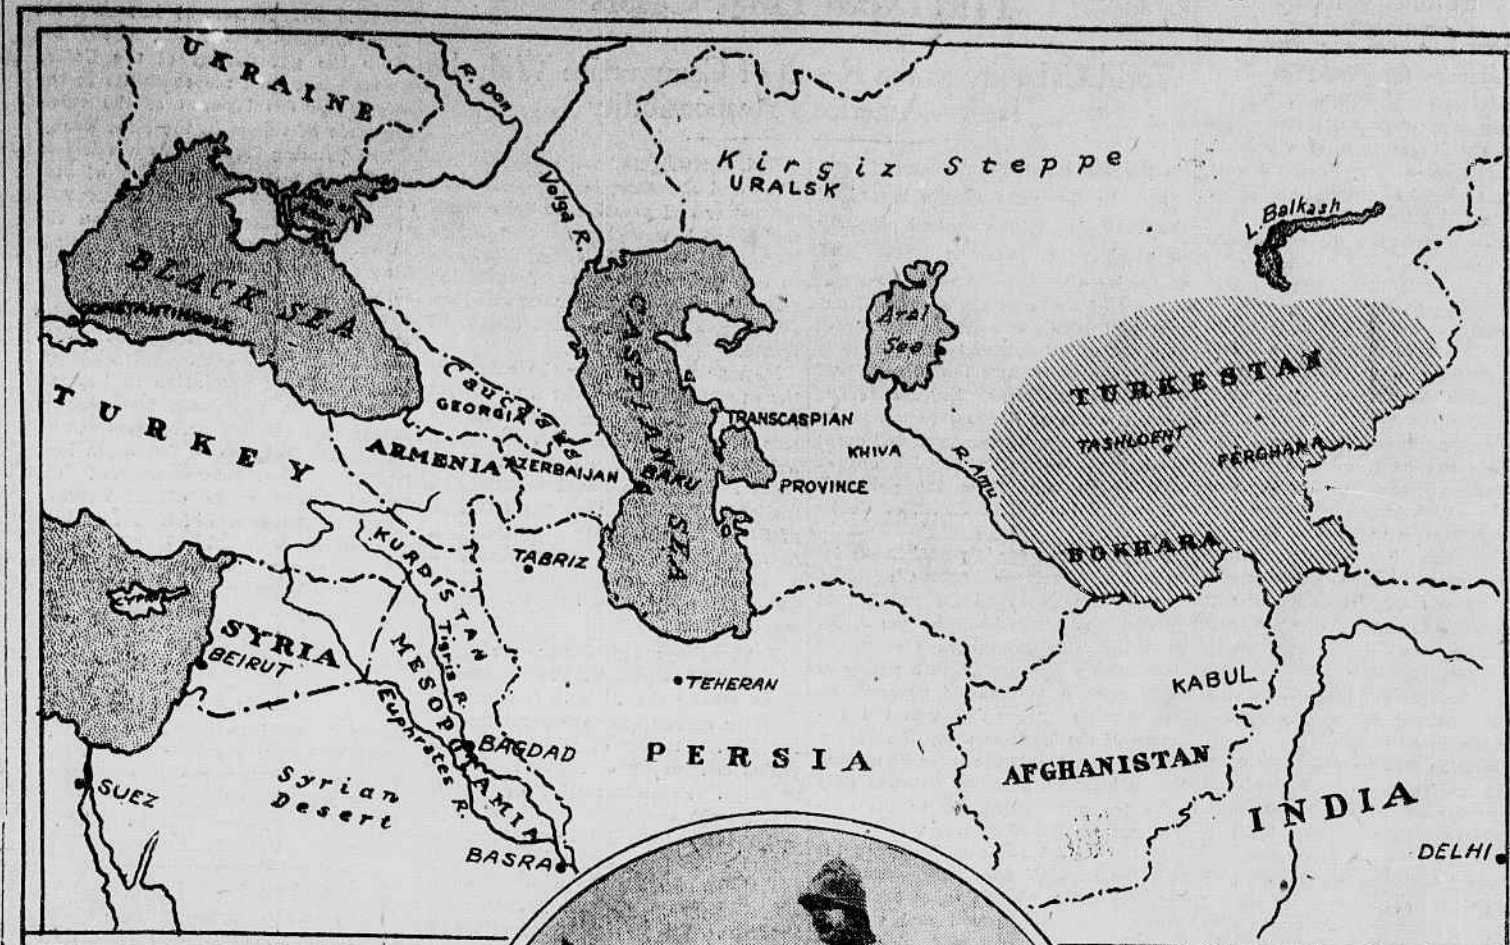 UKRAINE
R. Don
Volga R.
Kirgiz Steppe
URALSK
L. Balkash
BLACK SEA
CONSTANTINOPLE
CASPIAN SEA
Aral
Sea
TURKESTAN
TASHLOENT
FERGHANA
BOKHARA
R. Amu
KHIVA
TRANSCASPIAN
PROVINCE
Caucasus
GEORGIA
ARMENIA
AZERBAIJAN
BAKU
TURKEY
KURDISTAN
TABRIZ
CYPRUS
SYRIA
BEIRUT
MESOPOTAMIA
Tigris R.
Euphrates R.
TEHERAN
BAGDAD
PERSIA
KABUL
AFGHANISTAN
INDIA
DELHI
SUEZ
Syrian
Desert
BASRA